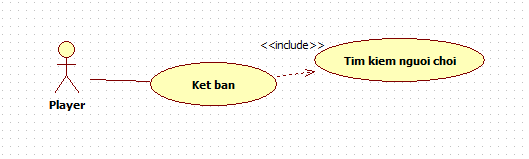 <<include>>
Tim kiem nguoi choi
Ket ban
Player